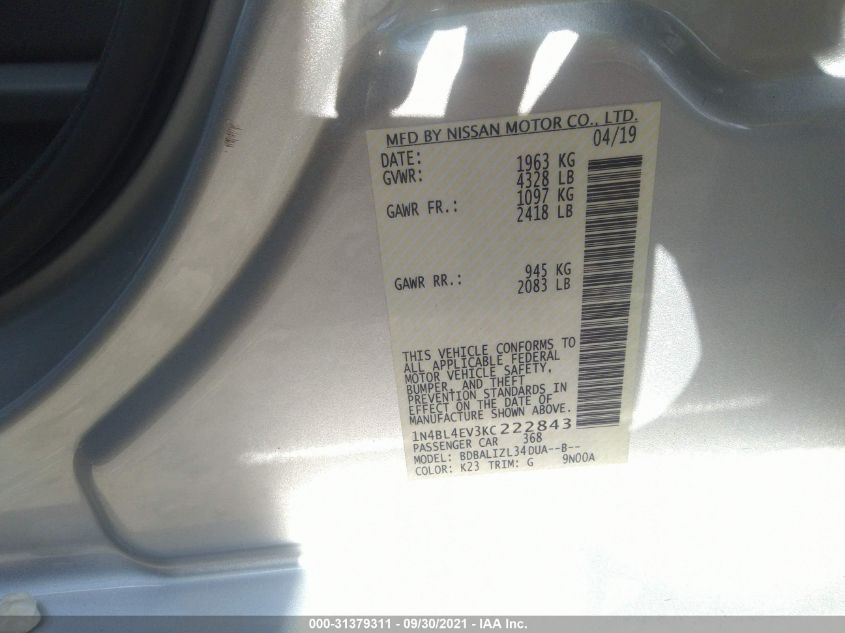 MFD BY NISSAN MOTOR CO., LTD.
DATE: 04/19
GVWR: 1963 KG
4328 LB
GAWR FR.: 1097 KG
2418 LB
GAWR RR.: 945 KG
2083 LB
THIS VEHICLE CONFORMS TO
ALL APPLICABLE FEDERAL
MOTOR VEHICLE SAFETY,
BUMPER, AND THEFT
PREVENTION STANDARDS IN
EFFECT ON THE DATE OF
MANUFACTURE SHOWN ABOVE.
1N4BL4EV3KC222843
PASSENGER CAR 368
MODEL: BDBALIZL34DUA--B--
COLOR: K23 TRIM: G 9N00A
000-31379311 - 09/30/2021 - IAA Inc.